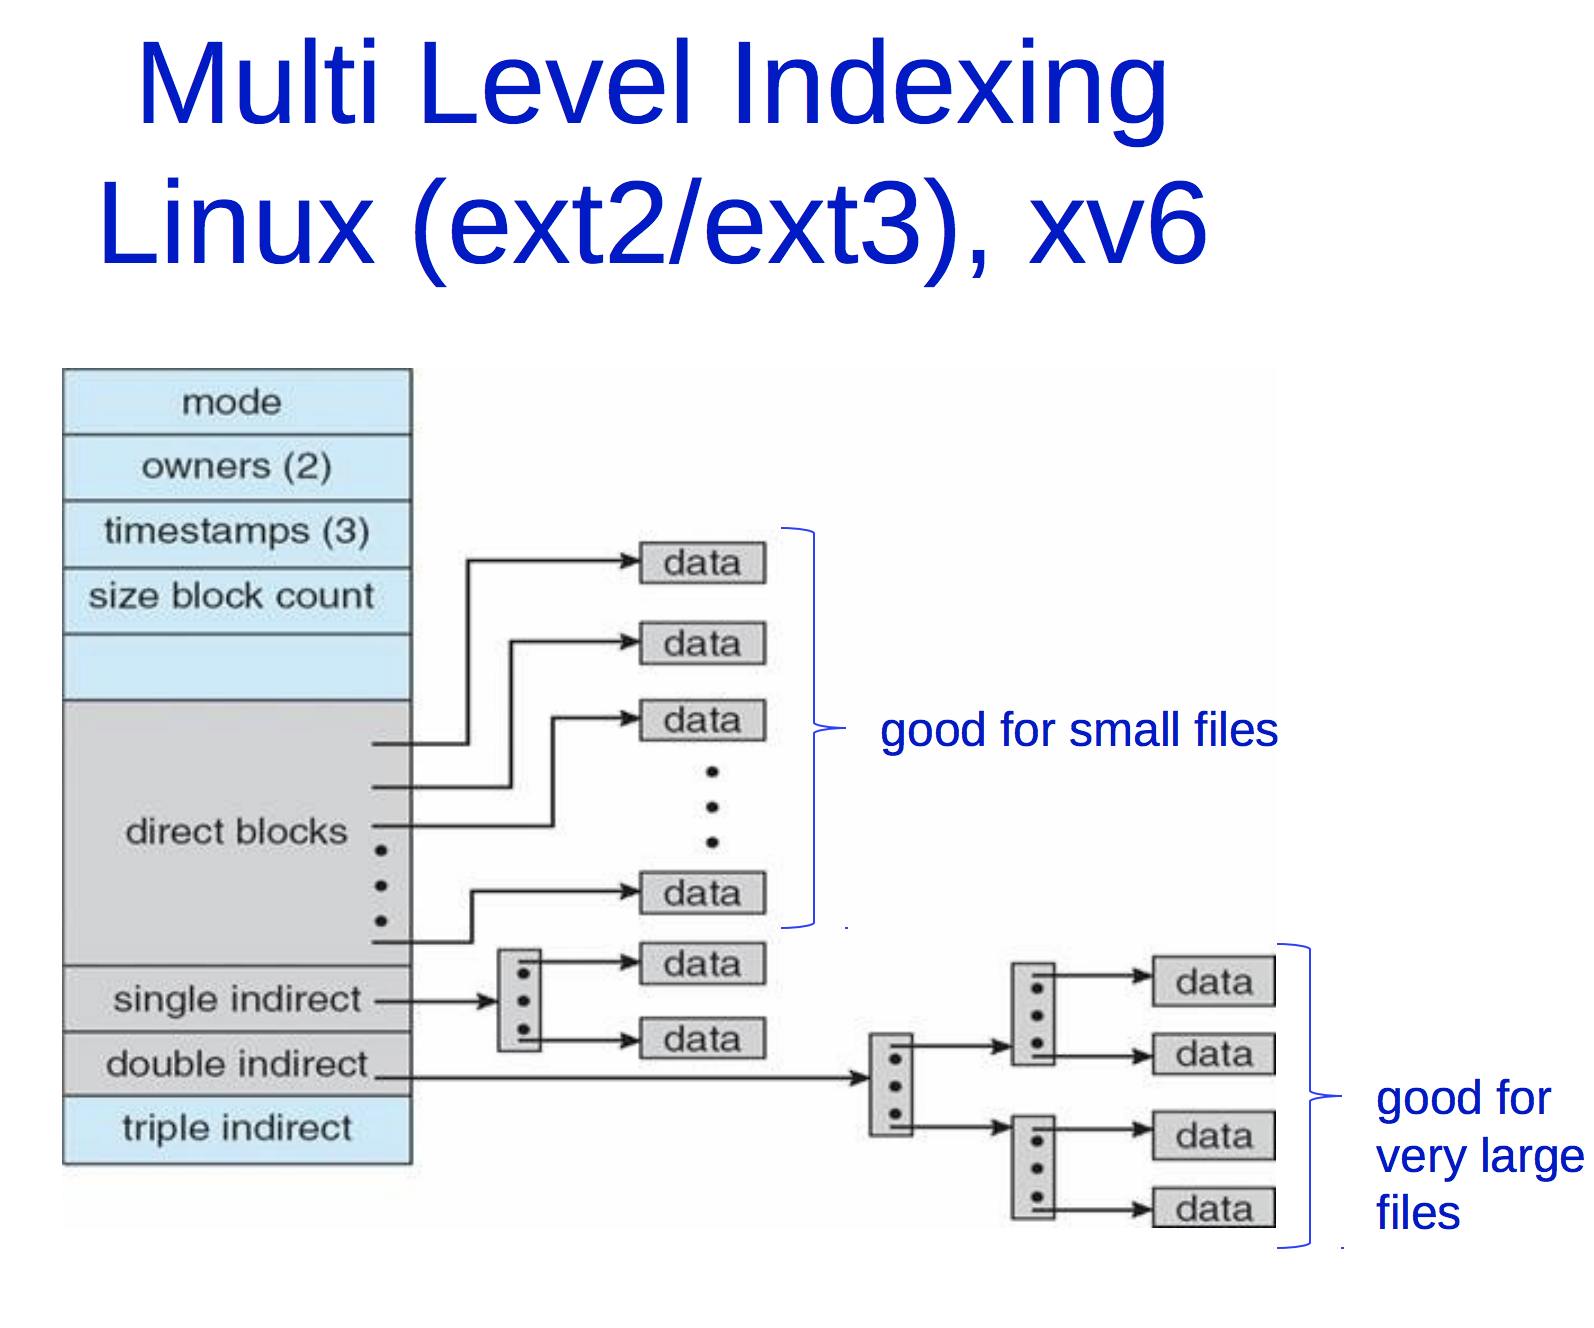 Multi Level Indexing
Linux (ext2/ext3), xv6
mode
owners (2)
timestamps (3)
size block count
direct blocks
single indirect
double indirect
triple indirect
data
data
data
data
data
data
good for small files
data
data
data
data
good for
very large
files